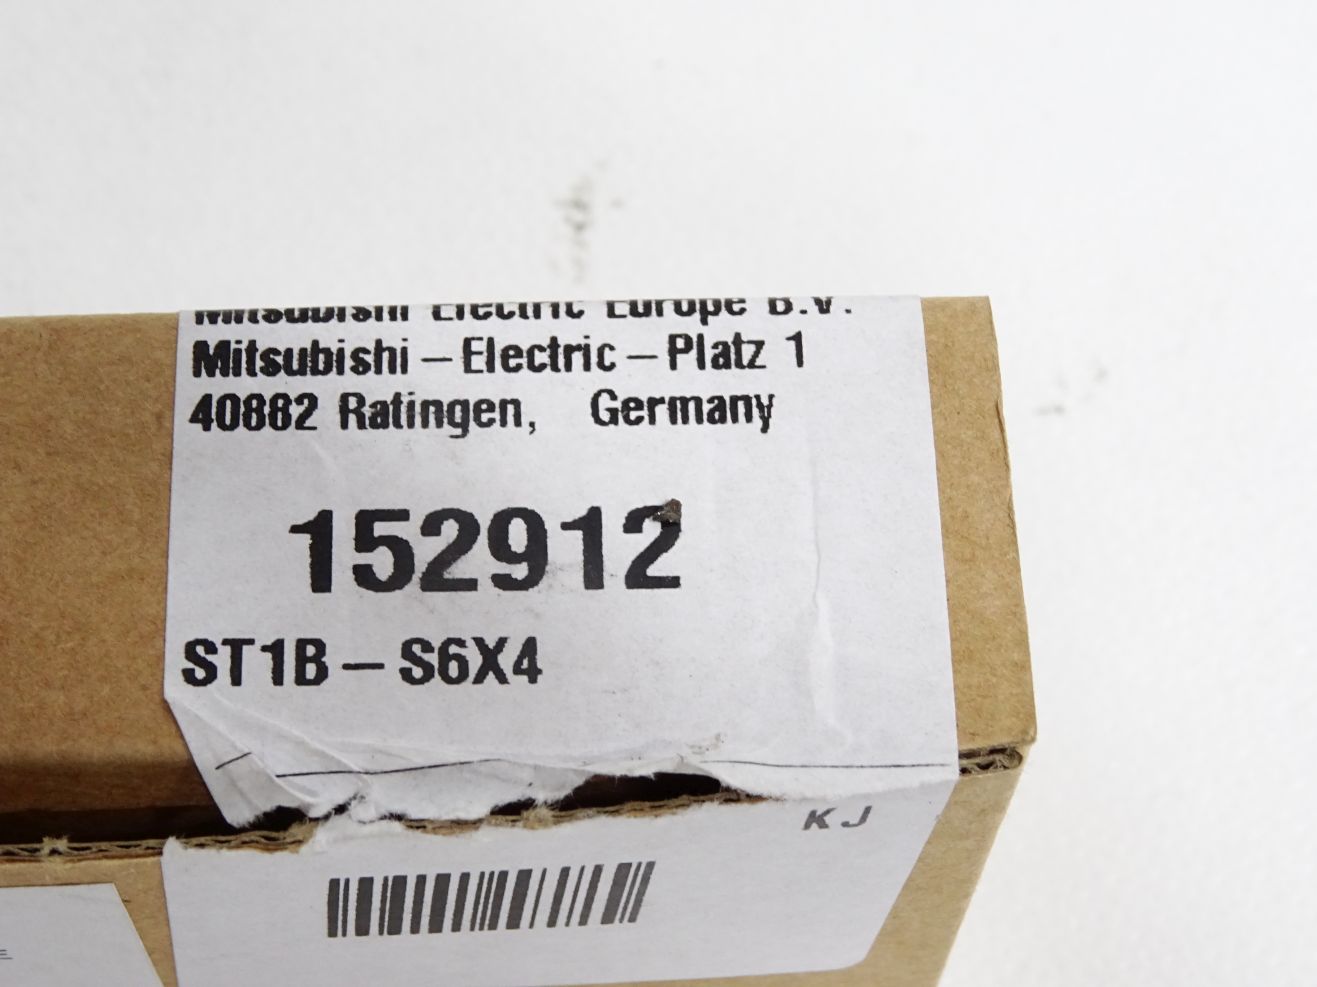 Mitsubishi Electric Europe B.V.
Mitsubishi-Electric-Platz 1
40882 Ratingen, Germany
152912
ST1B-S6X4
KJ